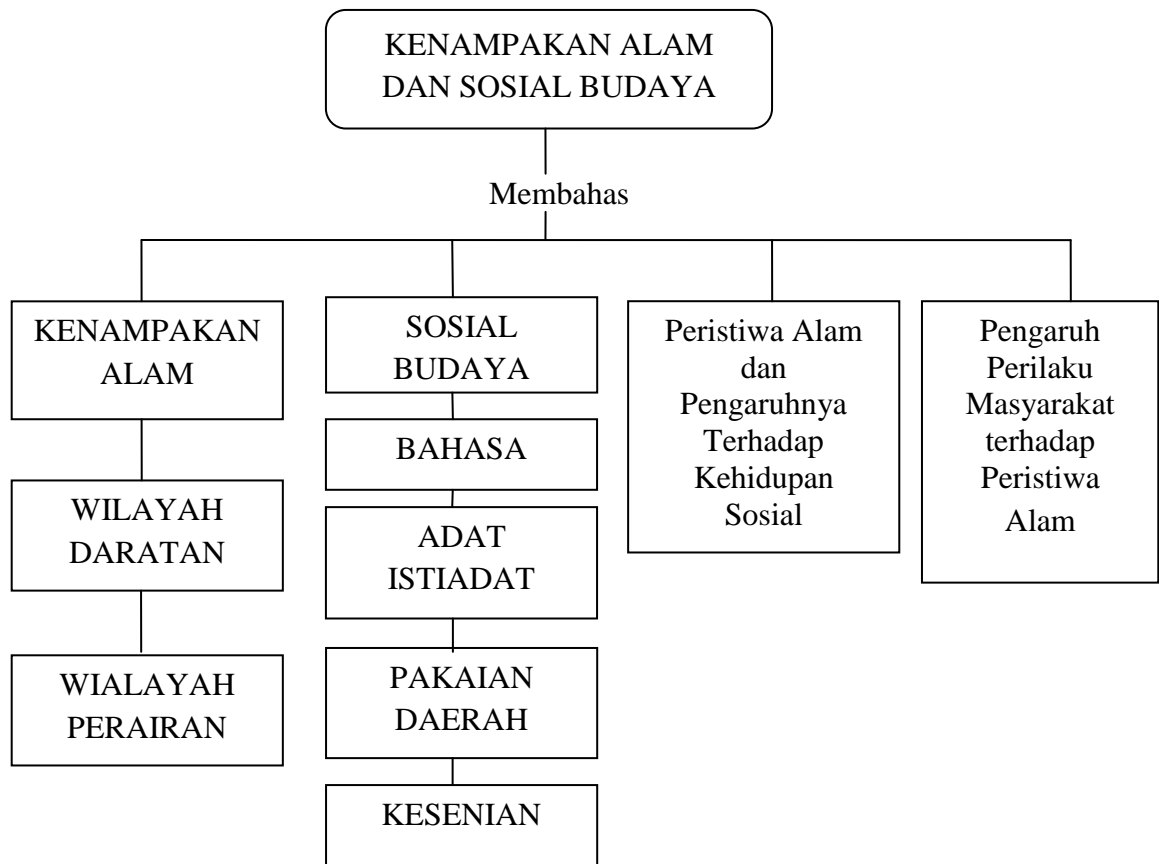 KENAMPAKAN ALAM
DAN SOSIAL BUDAYA
Membahas
KENAMPAKAN
ALAM
WILAYAH
DARATAN
WIALAYAH
PERAIRAN
SOSIAL
BUDAYA
BAHASA
ADAT
ISTIADAT
PAKAIAN
DAERAH
KESENIAN
Peristiwa Alam
dan
Pengaruhnya
Terhadap
Kehidupan
Sosial
Pengaruh
Perilaku
Masyarakat
terhadap
Peristiwa
Alam